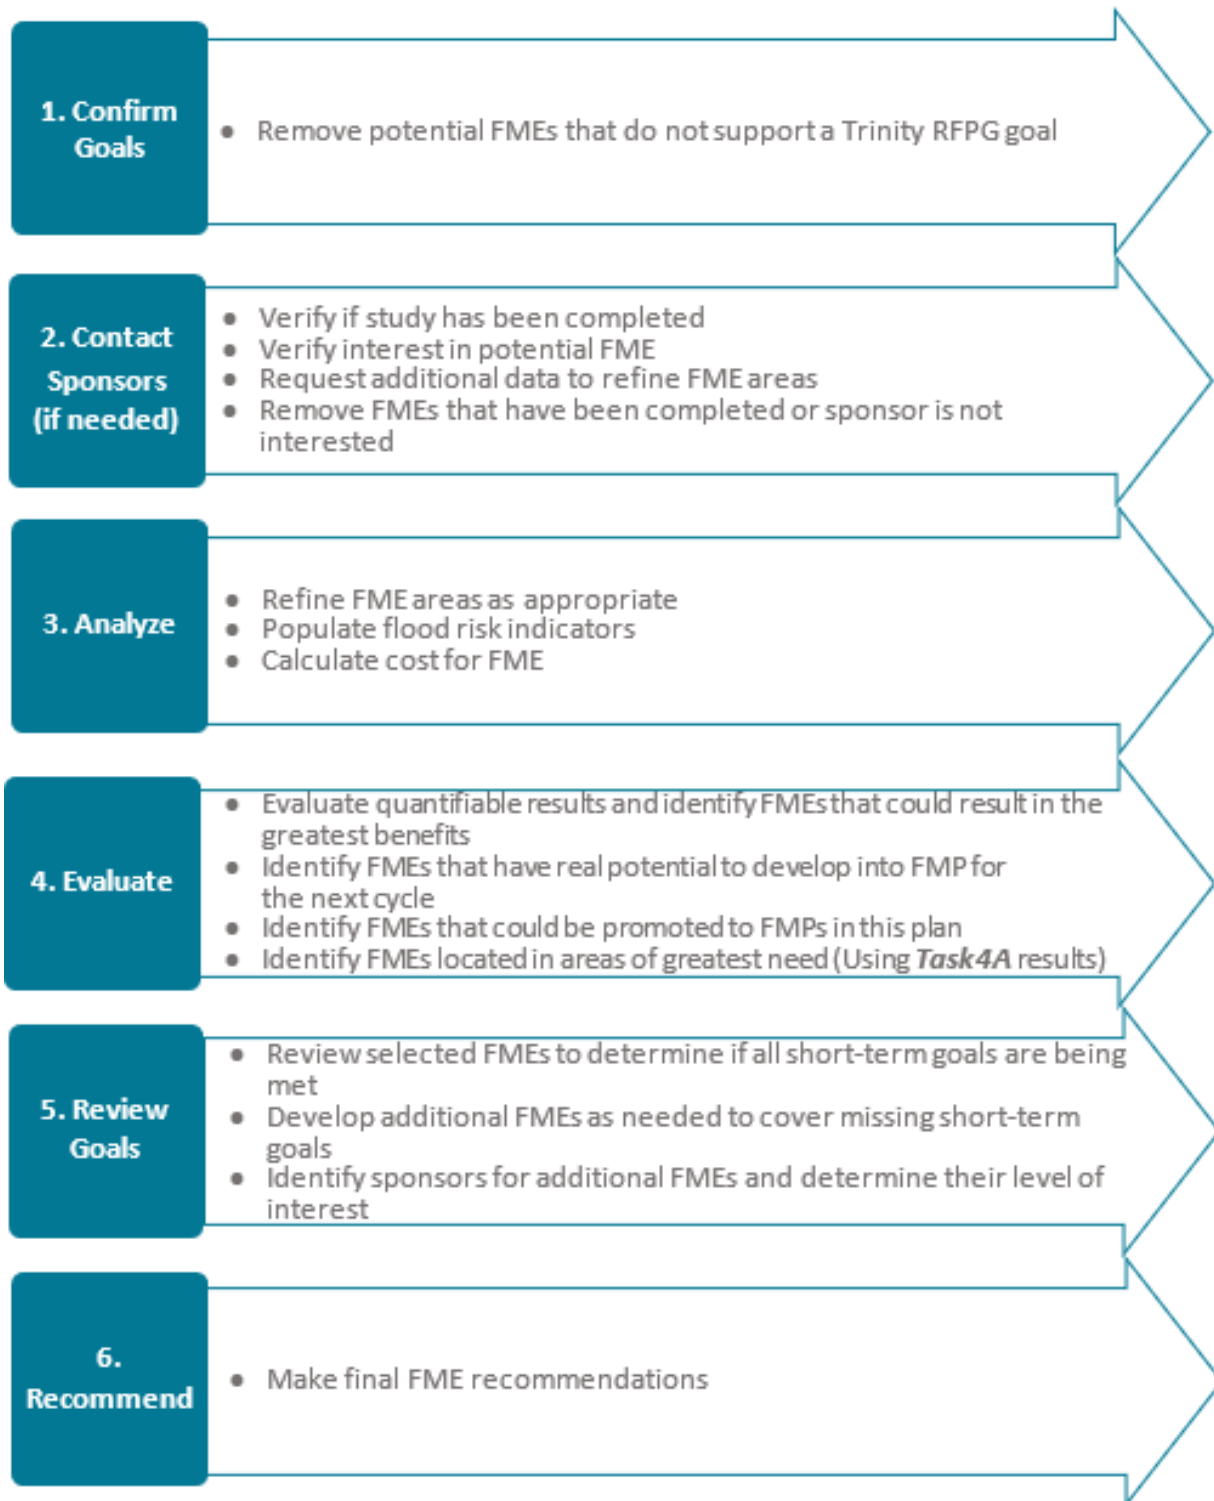 1. Confirm
Goals
● Remove potential FMEs that do not support a Trinity RFPG goal
2. Contact
Sponsors
(if needed)
● Verify if study has been completed
● Verify interest in potential FME
● Request additional data to refine FME areas
● Remove FMEs that have been completed or sponsor is not
interested
3. Analyze
● Refine FME areas as appropriate
● Populate flood risk indicators
● Calculate cost for FME
4. Evaluate
● Evaluate quantifiable results and identify FMEs that could result in the
greatest benefits
● Identify FMEs that have real potential to develop into FMP for
the next cycle
● Identify FMEs that could be promoted to FMPs in this plan
● Identify FMEs located in areas of greatest need (Using Task 4A results)
5. Review
Goals
● Review selected FMEs to determine if all short-term goals are being
met
● Develop additional FMEs as needed to cover missing short-term
goals
● Identify sponsors for additional FMEs and determine their level of
interest
6.
Recommend
● Make final FME recommendations